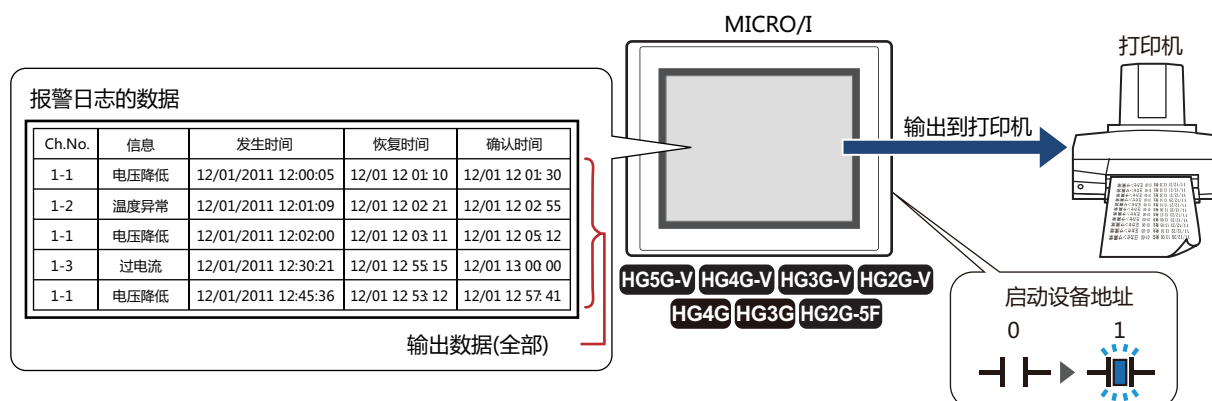 MICRO/I
打印机
报警日志的数据
Ch.No. 信息 发生时间 恢复时间 确认时间
1-1 电压降低 12/01/2011 12:00:05 12/01 12 01: 10 12/01 12 01: 30
1-2 温度异常 12/01/2011 12:01:09 12/01 12 02: 21 12/01 12 02: 55
1-1 电压降低 12/01/2011 12:02:00 12/01 12 03: 11 12/01 12 05: 12
1-3 过电流 12/01/2011 12:30:21 12/01 12 55: 15 12/01 13 00: 00
1-1 电压降低 12/01/2011 12:45:36 12/01 12 53: 12 12/01 12 57: 41
输出数据(全部)
输出到打印机
HG5G-V HG4G-V HG3G-V HG2G-V
HG4G HG3G HG2G-5F
启动设备地址
0 1